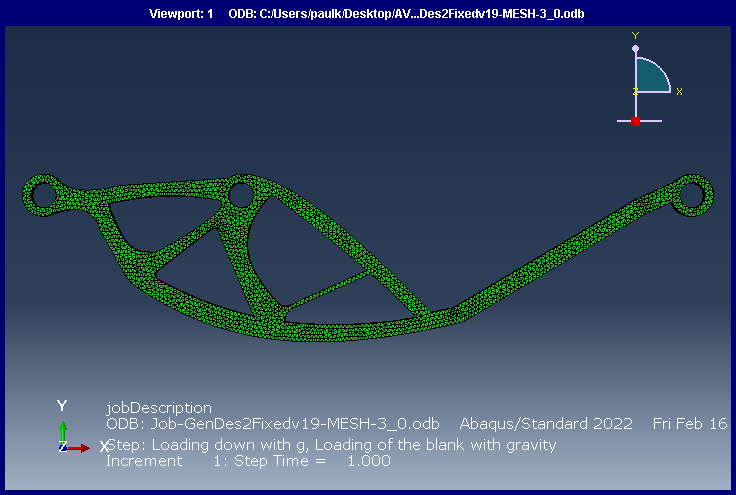 Viewport: 1 ODB: C:/Users/paulk/Desktop/AV...Des2Fixedv19-MESH-3_0.odb
Y
Z X
Y
Z X
jobDescription
ODB: Job-GenDes2Fixedv19-MESH-3_0.odb Abaqus/Standard 2022 Fri Feb 16
Step: Loading down with g, Loading of the blank with gravity
Increment 1: Step Time = 1.000